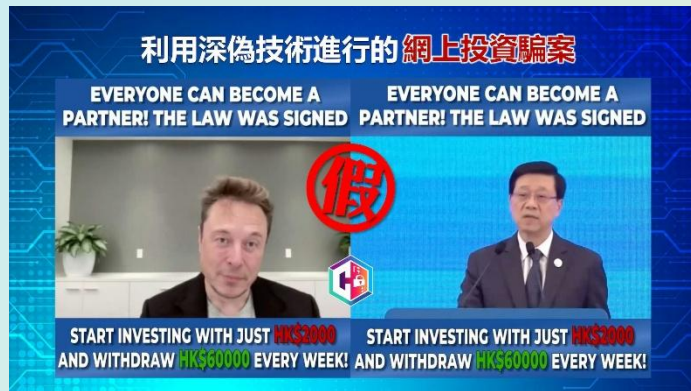 利用深偽技術進行的 網上投資騙案
EVERYONE CAN BECOME A
PARTNER! THE LAW WAS SIGNED
EVERYONE CAN BECOME A
PARTNER! THE LAW WAS SIGNED
假
START INVESTING WITH JUST HK$2000
AND WITHDRAW HK$60000 EVERY WEEK!
START INVESTING WITH JUST HK$2000
AND WITHDRAW HK$60000 EVERY WEEK!